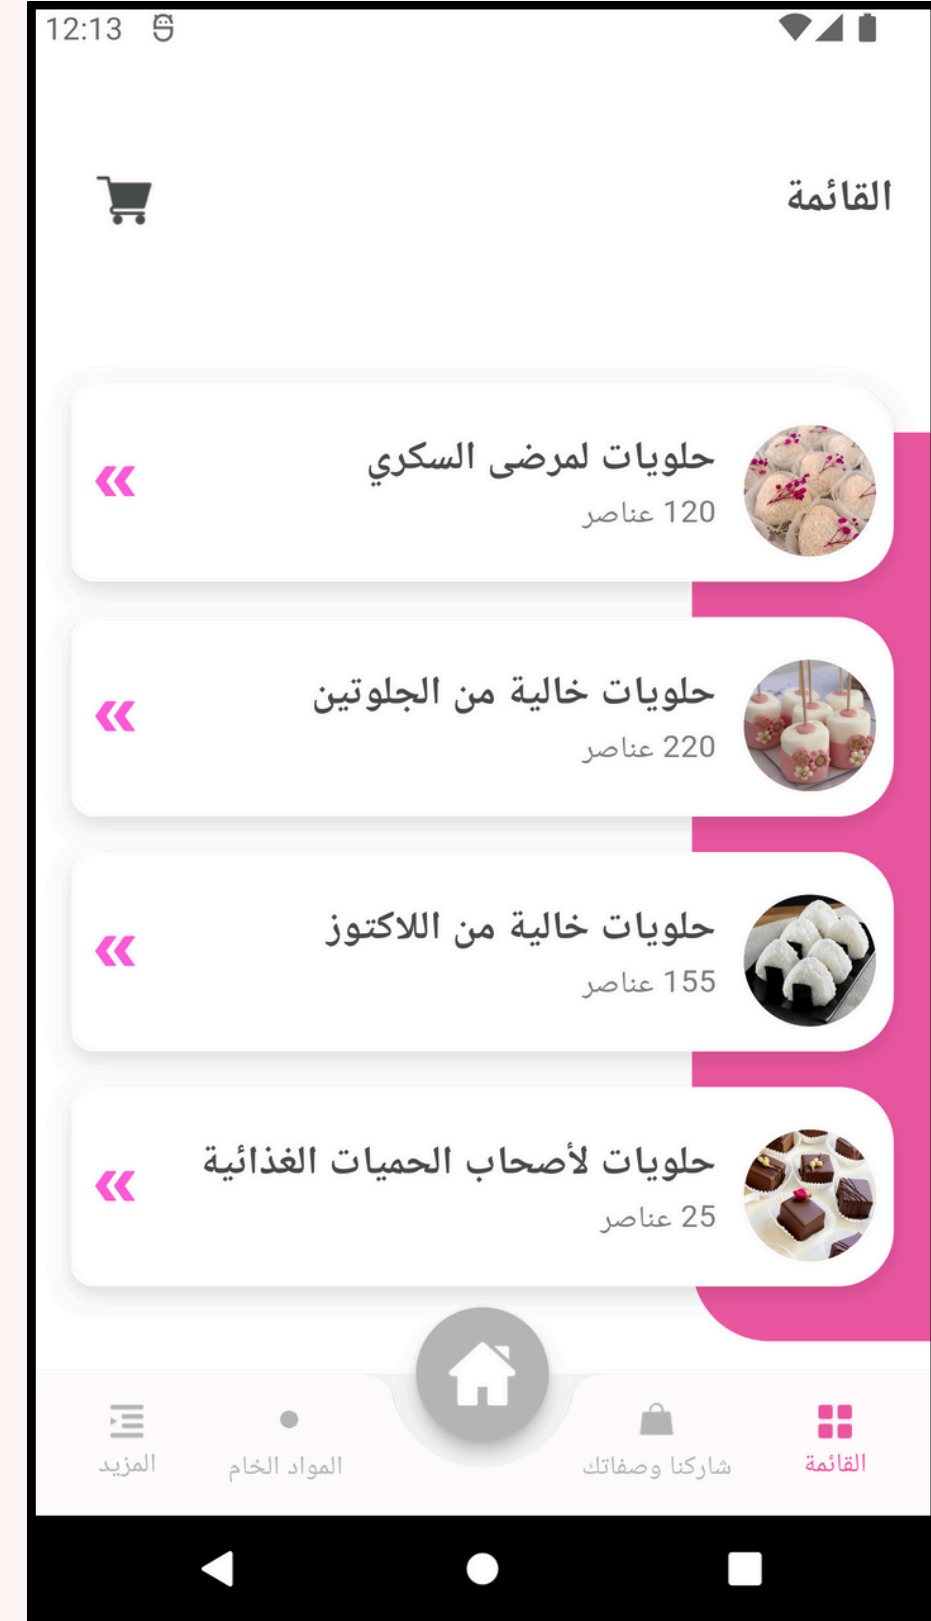 12:13
القائمة
حلويات لمرضى السكري
120 عناصر
حلويات خالية من الجلوتين
220 عناصر
حلويات خالية من اللاكتوز
155 عناصر
حلويات لأصحاب الحميات الغذائية
25 عناصر
القائمة
شاركنا وصفاتك
المواد الخام
المزيد